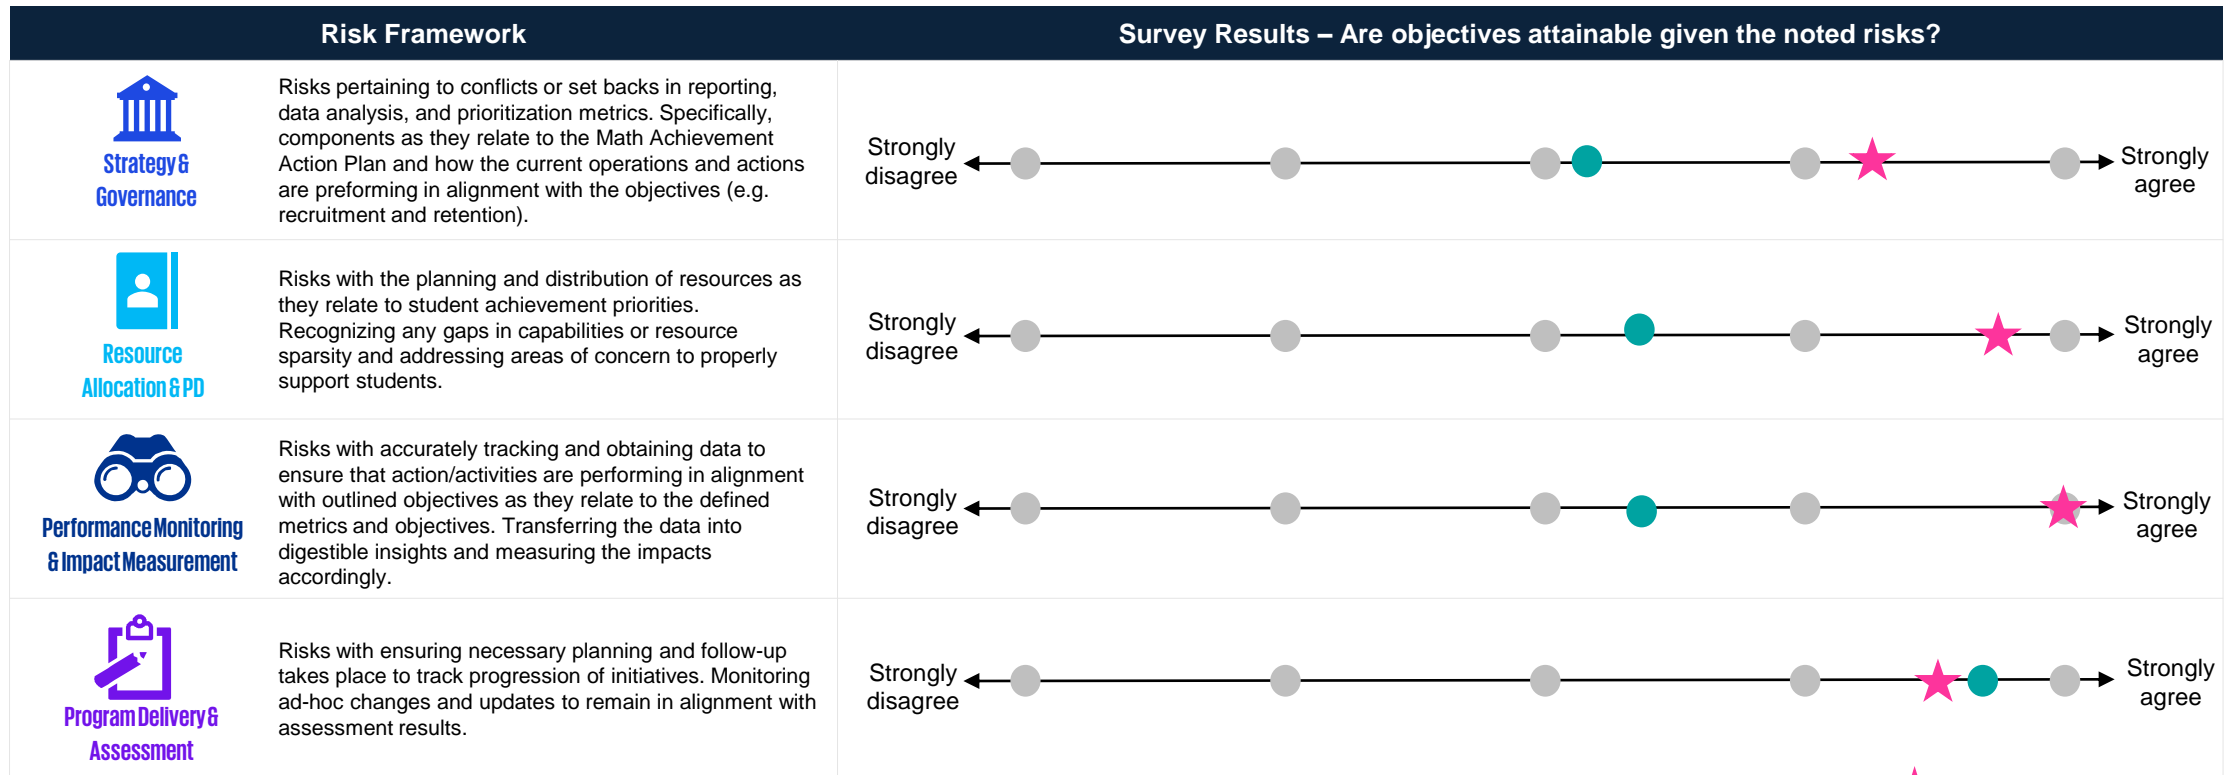 Risk Framework
Survey Results – Are objectives attainable given the noted risks?
Strategy &
Governance
Risks pertaining to conflicts or set backs in reporting,
data analysis, and prioritization metrics. Specifically,
components as they relate to the Math Achievement
Action Plan and how the current operations and actions
are preforming in alignment with the objectives (e.g.
recruitment and retention).
Strongly
disagree
Strongly
agree
Resource
Allocation & PD
Risks with the planning and distribution of resources as
they relate to student achievement priorities.
Recognizing any gaps in capabilities or resource
sparsity and addressing areas of concern to properly
support students.
Strongly
disagree
Strongly
agree
Performance Monitoring
& Impact Measurement
Risks with accurately tracking and obtaining data to
ensure that action/activities are performing in alignment
with outlined objectives as they relate to the defined
metrics and objectives. Transferring the data into
digestible insights and measuring the impacts
accordingly.
Strongly
disagree
Strongly
agree
Program Delivery &
Assessment
Risks with ensuring necessary planning and follow-up
takes place to track progression of initiatives. Monitoring
ad-hoc changes and updates to remain in alignment with
assessment results.
Strongly
disagree
Strongly
agree